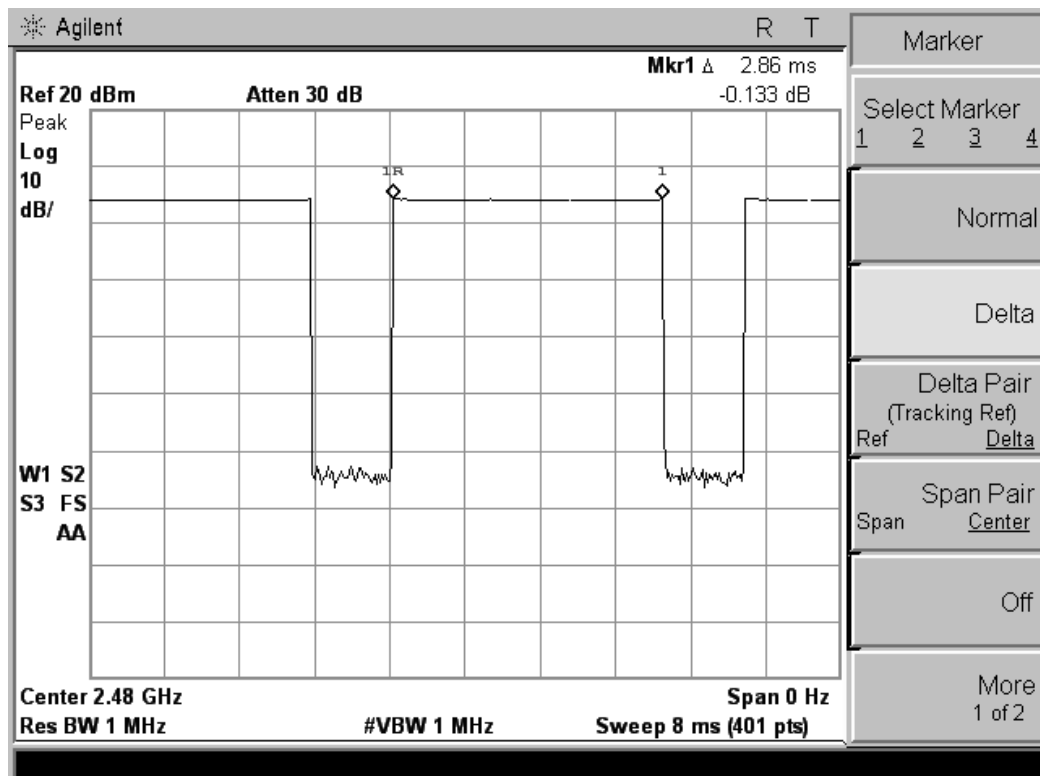 Agilent
R T
Mkr1 Δ 2.86 ms
Ref 20 dBm Atten 30 dB -0.133 dB
Peak
Log
10
dB/
1R 1
W1 S2
S3 FS
AA
Center 2.48 GHz Span 0 Hz
Res BW 1 MHz #VBW 1 MHz Sweep 8 ms (401 pts)
Marker
Select Marker
1 2 3 4
Normal
Delta
Delta Pair
(Tracking Ref)
Ref Delta
Span Pair
Span Center
Off
More
1 of 2